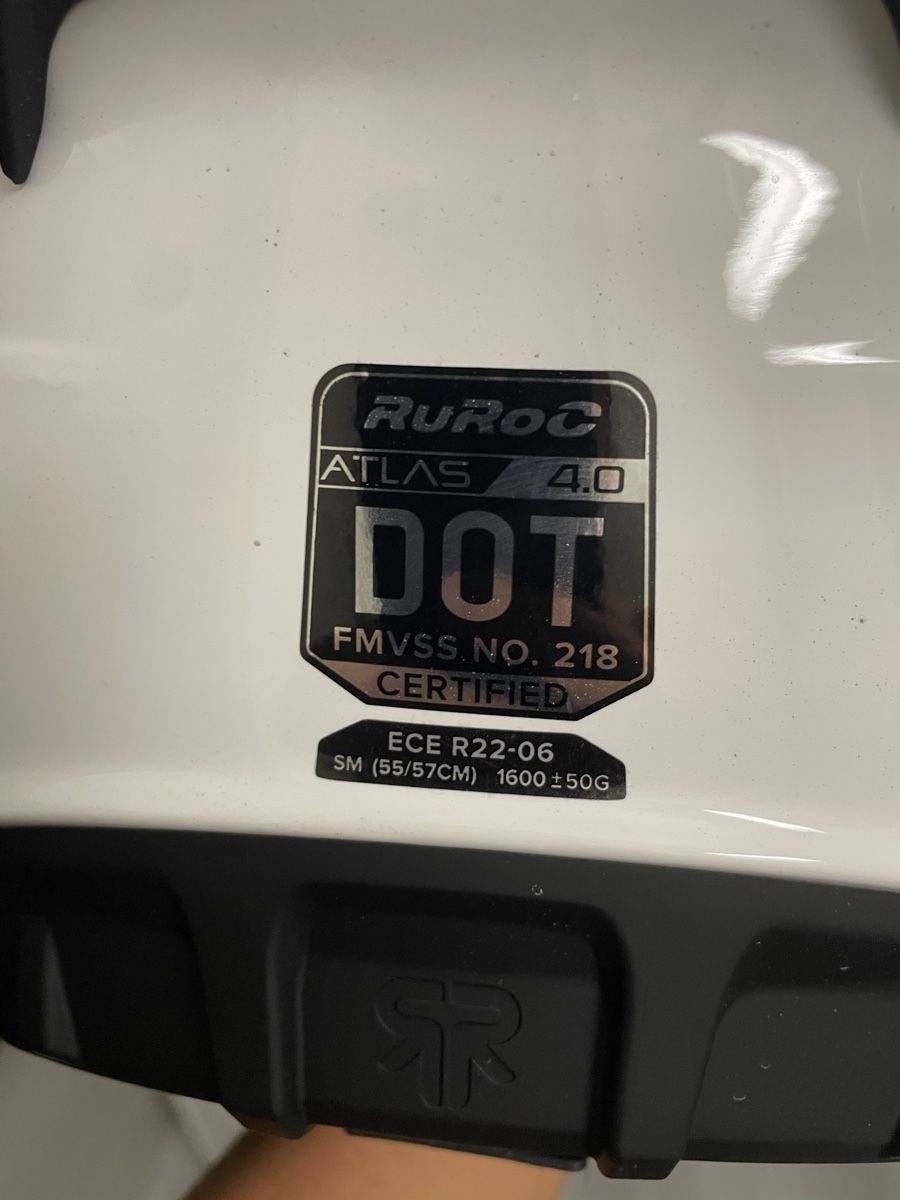 RuRoC
ATLAS 4.0
DOT
FMVSS NO. 218
CERTIFIED
ECE R22-06
SM (55/57CM) 1600±50G